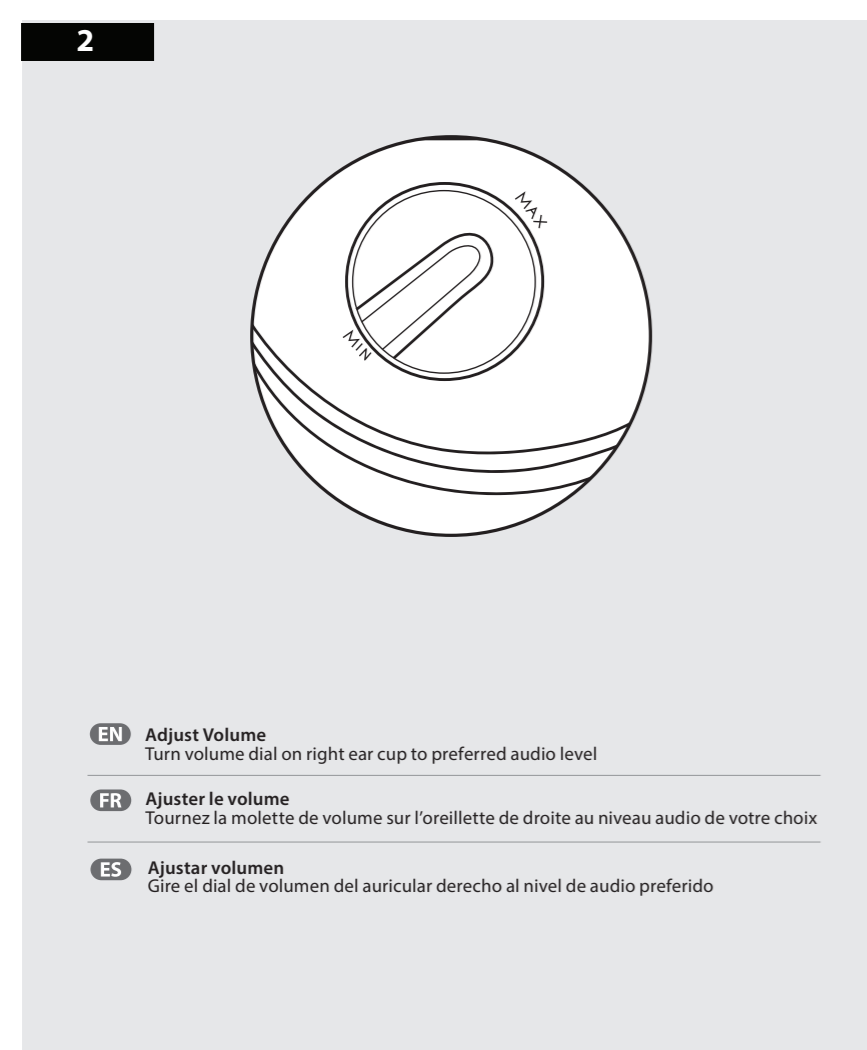 2
MAX
MIN
EN
Adjust Volume
Turn volume dial on right ear cup to preferred audio level
FR
Ajuster le volume
Tournez la molette de volume sur l’oreillette de droite au niveau audio de votre choix
ES
Ajustar volumen
Gire el dial de volumen del auricular derecho al nivel de audio preferido